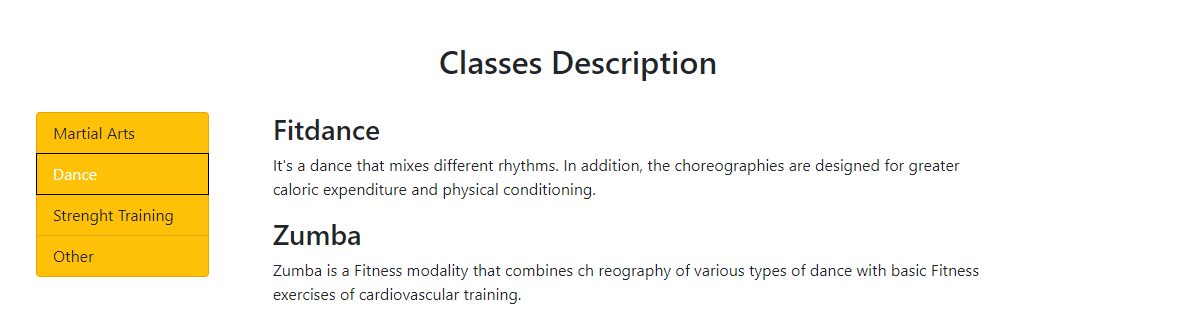 Classes Description
Martial Arts
Dance
Strenght Training
Other
Fitdance
It's a dance that mixes different rhythms. In addition, the choreographies are designed for greater
caloric expenditure and physical conditioning.
Zumba
Zumba is a Fitness modality that combines ch reography of various types of dance with basic Fitness
exercises of cardiovascular training.